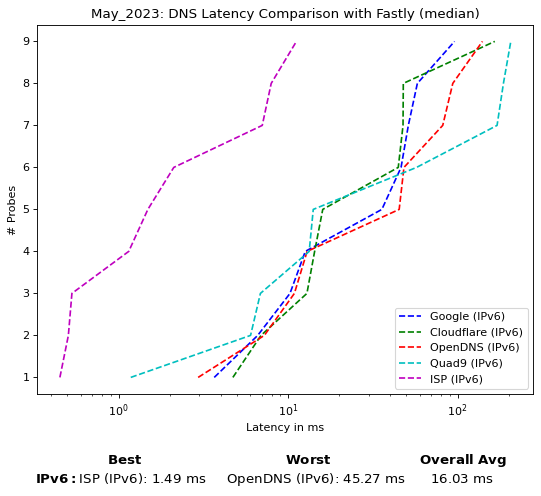 May_2023: DNS Latency Comparison with Fastly (median)
9
8
7
6
5
4
3
2
1
# Probes
Google (IPv6)
Cloudflare (IPv6)
OpenDNS (IPv6)
Quad9 (IPv6)
ISP (IPv6)
10⁰ 10¹ 10²
Latency in ms
Best Worst Overall Avg
IPv6: ISP (IPv6): 1.49 ms OpenDNS (IPv6): 45.27 ms 16.03 ms